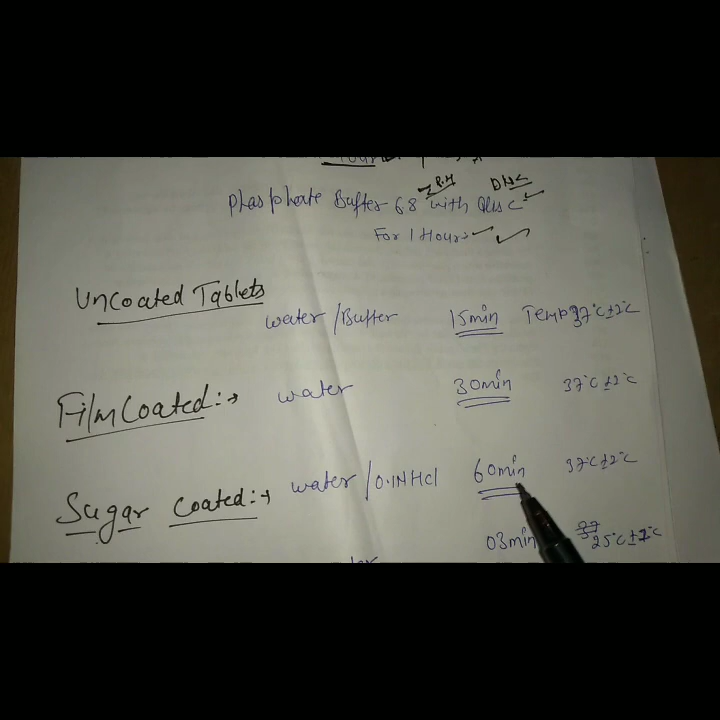 P.H DNC
Phosphate Buffer 6.8 with Disc
For 1 Hours
Uncoated Tablets
water / Buffer 15min Temp 37°C±2°C
Film Coated:→ water 30min 37°C±2°C
Sugar Coated:→ water / 0.1N HCl 60min 37°C±2°C
03min 25°C±2°C